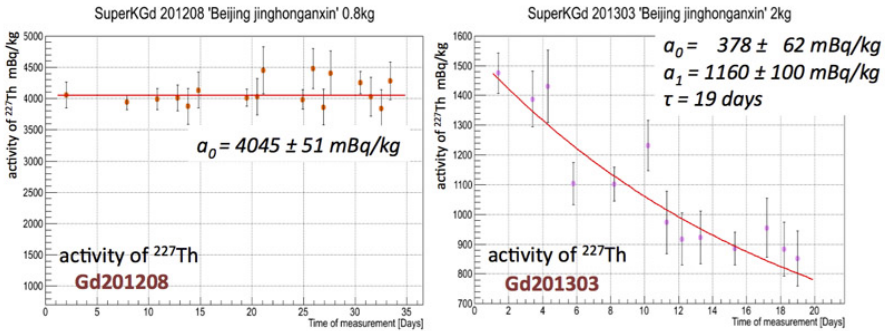 SuperKGd 201208 'Beijing jinghonganxin' 0.8kg
activity of ²²⁷Th mBq/kg
5000
4500
4000
3500
3000
2500
2000
1500
1000
a₀ = 4045 ± 51 mBq/kg
activity of ²²⁷Th
Gd201208
0 5 10 15 20 25 30 35
Time of measurement [Days]
SuperKGd 201303 'Beijing jinghonganxin' 2kg
activity of ²²⁷Th mBq/kg
1600
1500
1400
1300
1200
1100
1000
900
800
700
a₀ = 378 ± 62 mBq/kg
a₁ = 1160 ± 100 mBq/kg
τ = 19 days
activity of ²²⁷Th
Gd201303
0 2 4 6 8 10 12 14 16 18 20
Time of measurement [Days]